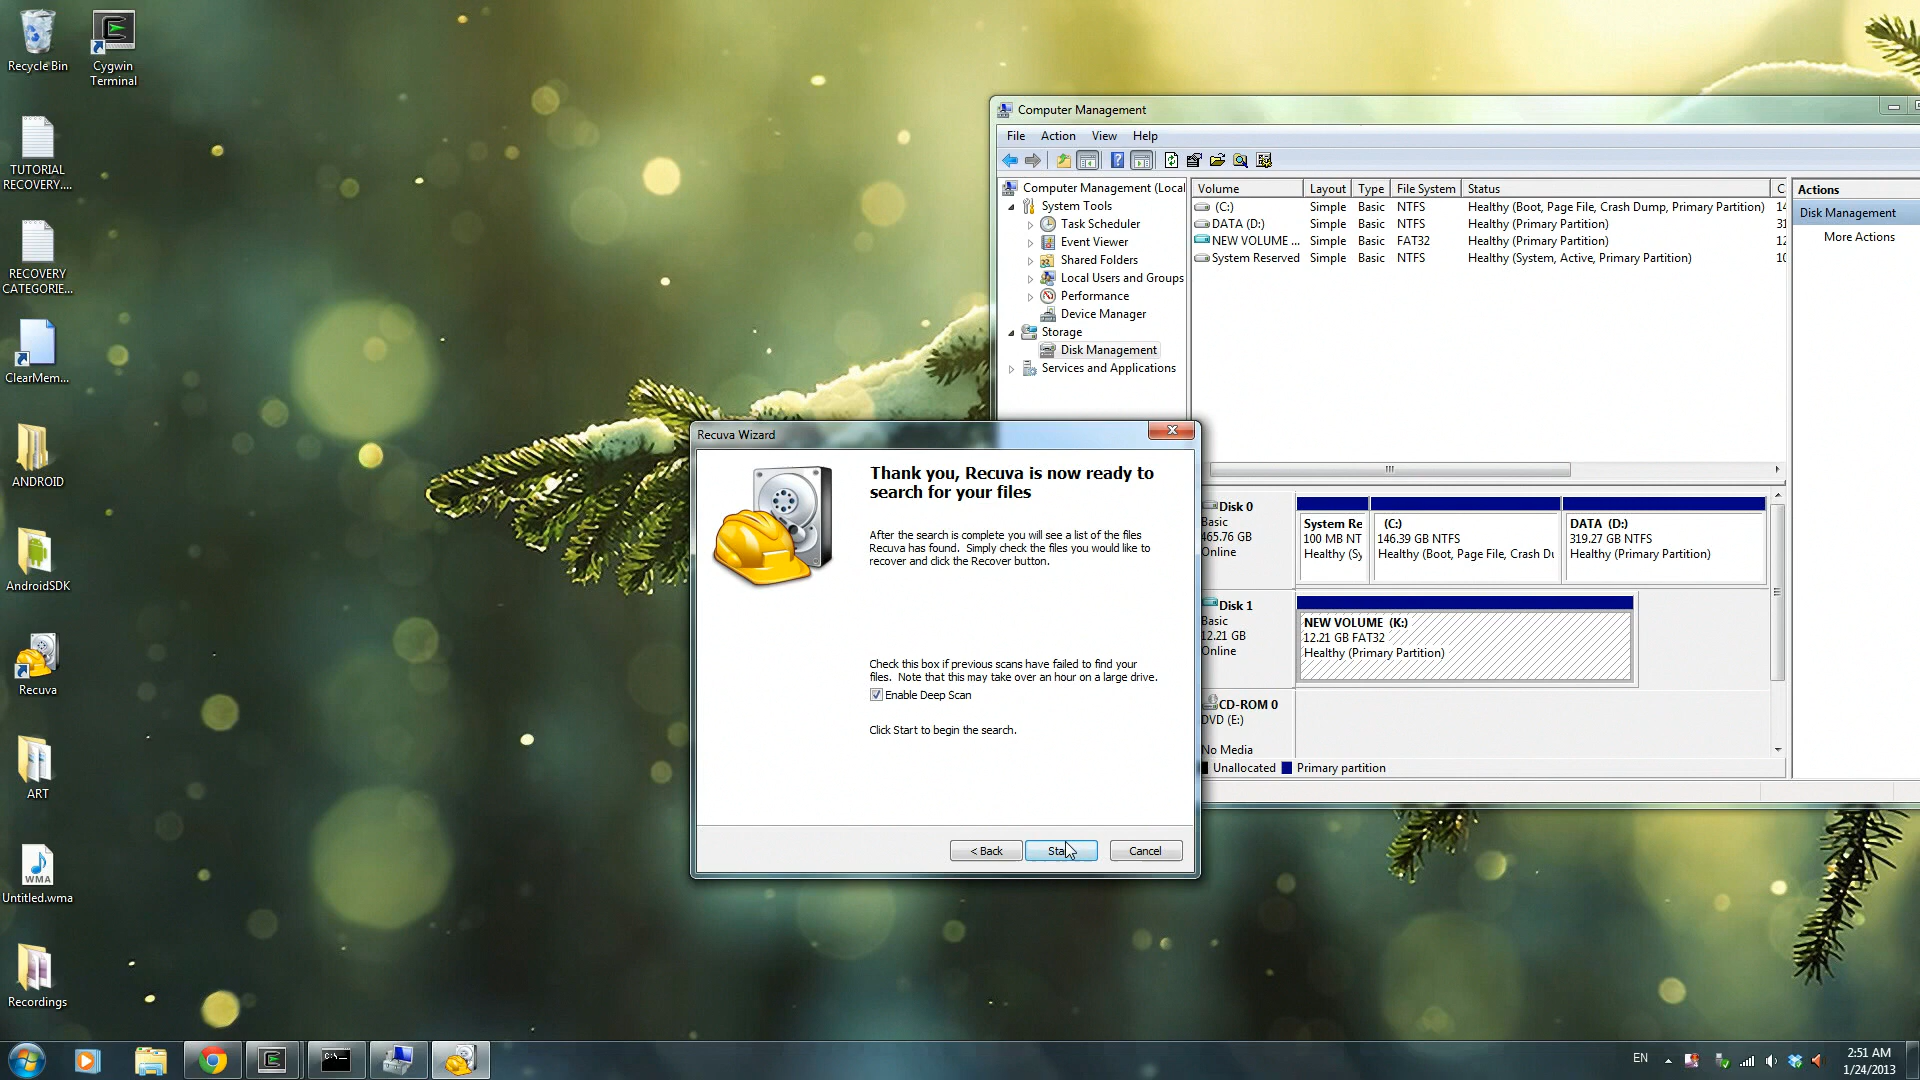 Recycle Bin
Cygwin
Terminal
TUTORIAL
RECOVERY....
RECOVERY
CATEGORIE...
ClearMem...
ANDROID
AndroidSDK
Recuva
ART
WMA
Untitled.wma
Recordings
Computer Management
File Action View Help
Computer Management (Local
System Tools
Task Scheduler
Event Viewer
Shared Folders
Local Users and Groups
Performance
Device Manager
Storage
Disk Management
Services and Applications
Volume Layout Type File System Status C
(C:) Simple Basic NTFS Healthy (Boot, Page File, Crash Dump, Primary Partition) 14
DATA (D:) Simple Basic NTFS Healthy (Primary Partition) 31
NEW VOLUME ... Simple Basic FAT32 Healthy (Primary Partition) 12
System Reserved Simple Basic NTFS Healthy (System, Active, Primary Partition) 10
Actions
Disk Management
More Actions
Disk 0
Basic
465.76 GB
Online
System Re
100 MB NT
Healthy (Sy
(C:)
146.39 GB NTFS
Healthy (Boot, Page File, Crash Du
DATA (D:)
319.27 GB NTFS
Healthy (Primary Partition)
Disk 1
Basic
12.21 GB
Online
NEW VOLUME (K:)
12.21 GB FAT32
Healthy (Primary Partition)
CD-ROM 0
DVD (E:)
No Media
Unallocated Primary partition
Recuva Wizard
Thank you, Recuva is now ready to
search for your files
After the search is complete you will see a list of the files
Recuva has found. Simply check the files you would like to
recover and click the Recover button.
Check this box if previous scans have failed to find your
files. Note that this may take over an hour on a large drive.
Enable Deep Scan
Click Start to begin the search.
< Back Sta Cancel
C:\
EN
2:51 AM
1/24/2013